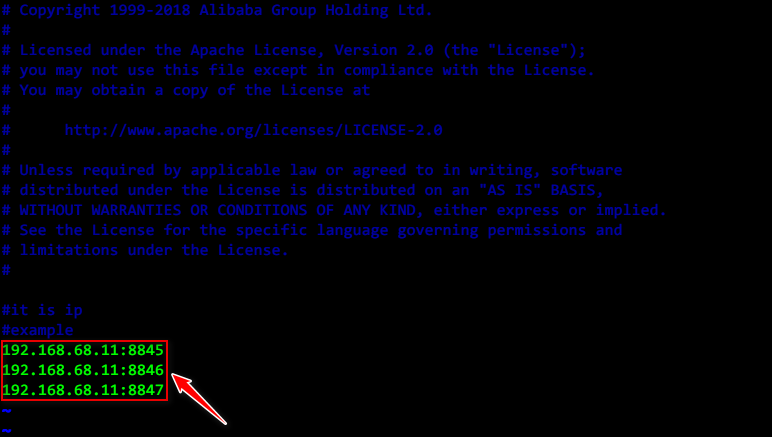 # Copyright 1999-2018 Alibaba Group Holding Ltd.
#
# Licensed under the Apache License, Version 2.0 (the "License");
# you may not use this file except in compliance with the License.
# You may obtain a copy of the License at
#
#      http://www.apache.org/licenses/LICENSE-2.0
#
# Unless required by applicable law or agreed to in writing, software
# distributed under the License is distributed on an "AS IS" BASIS,
# WITHOUT WARRANTIES OR CONDITIONS OF ANY KIND, either express or implied.
# See the License for the specific language governing permissions and
# limitations under the License.
#
#it is ip
#example
192.168.68.11:8845
192.168.68.11:8846
192.168.68.11:8847
~
~